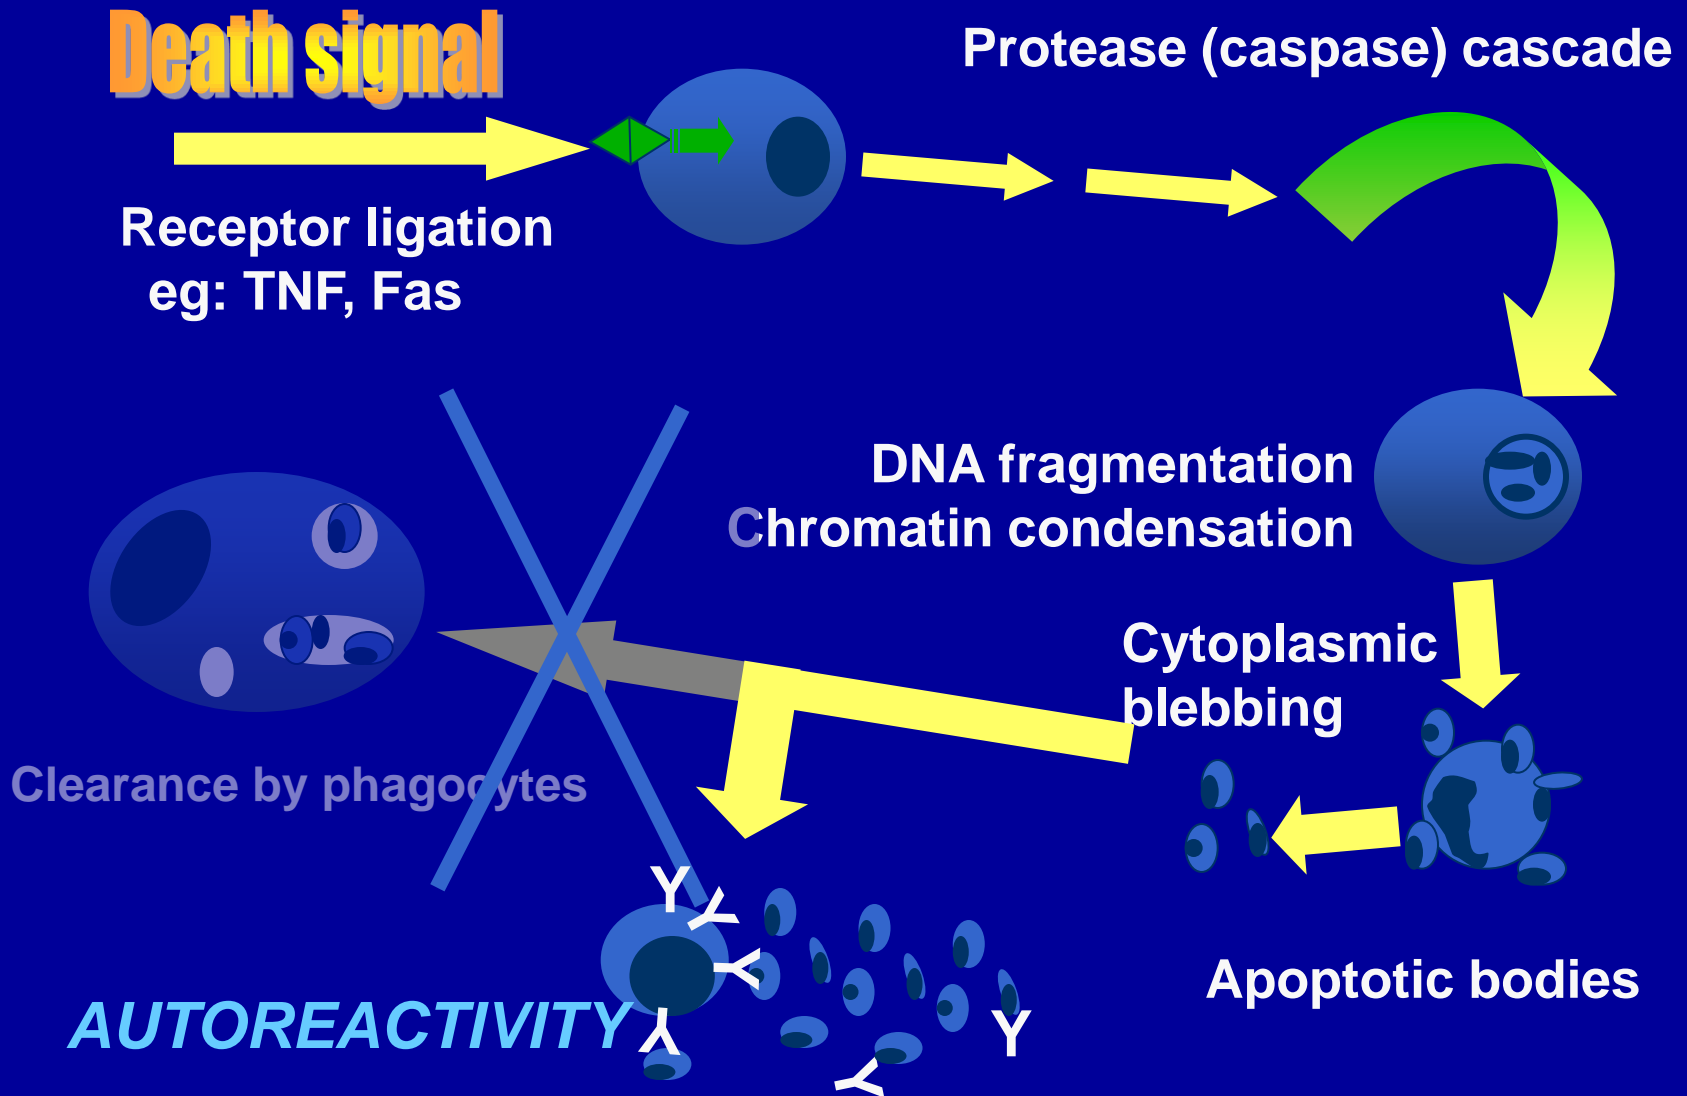 Death signal
Protease (caspase) cascade
Receptor ligation
eg: TNF, Fas
DNA fragmentation
Chromatin condensation
Cytoplasmic
blebbing
Clearance by phagocytes
Apoptotic bodies
AUTOREACTIVITY